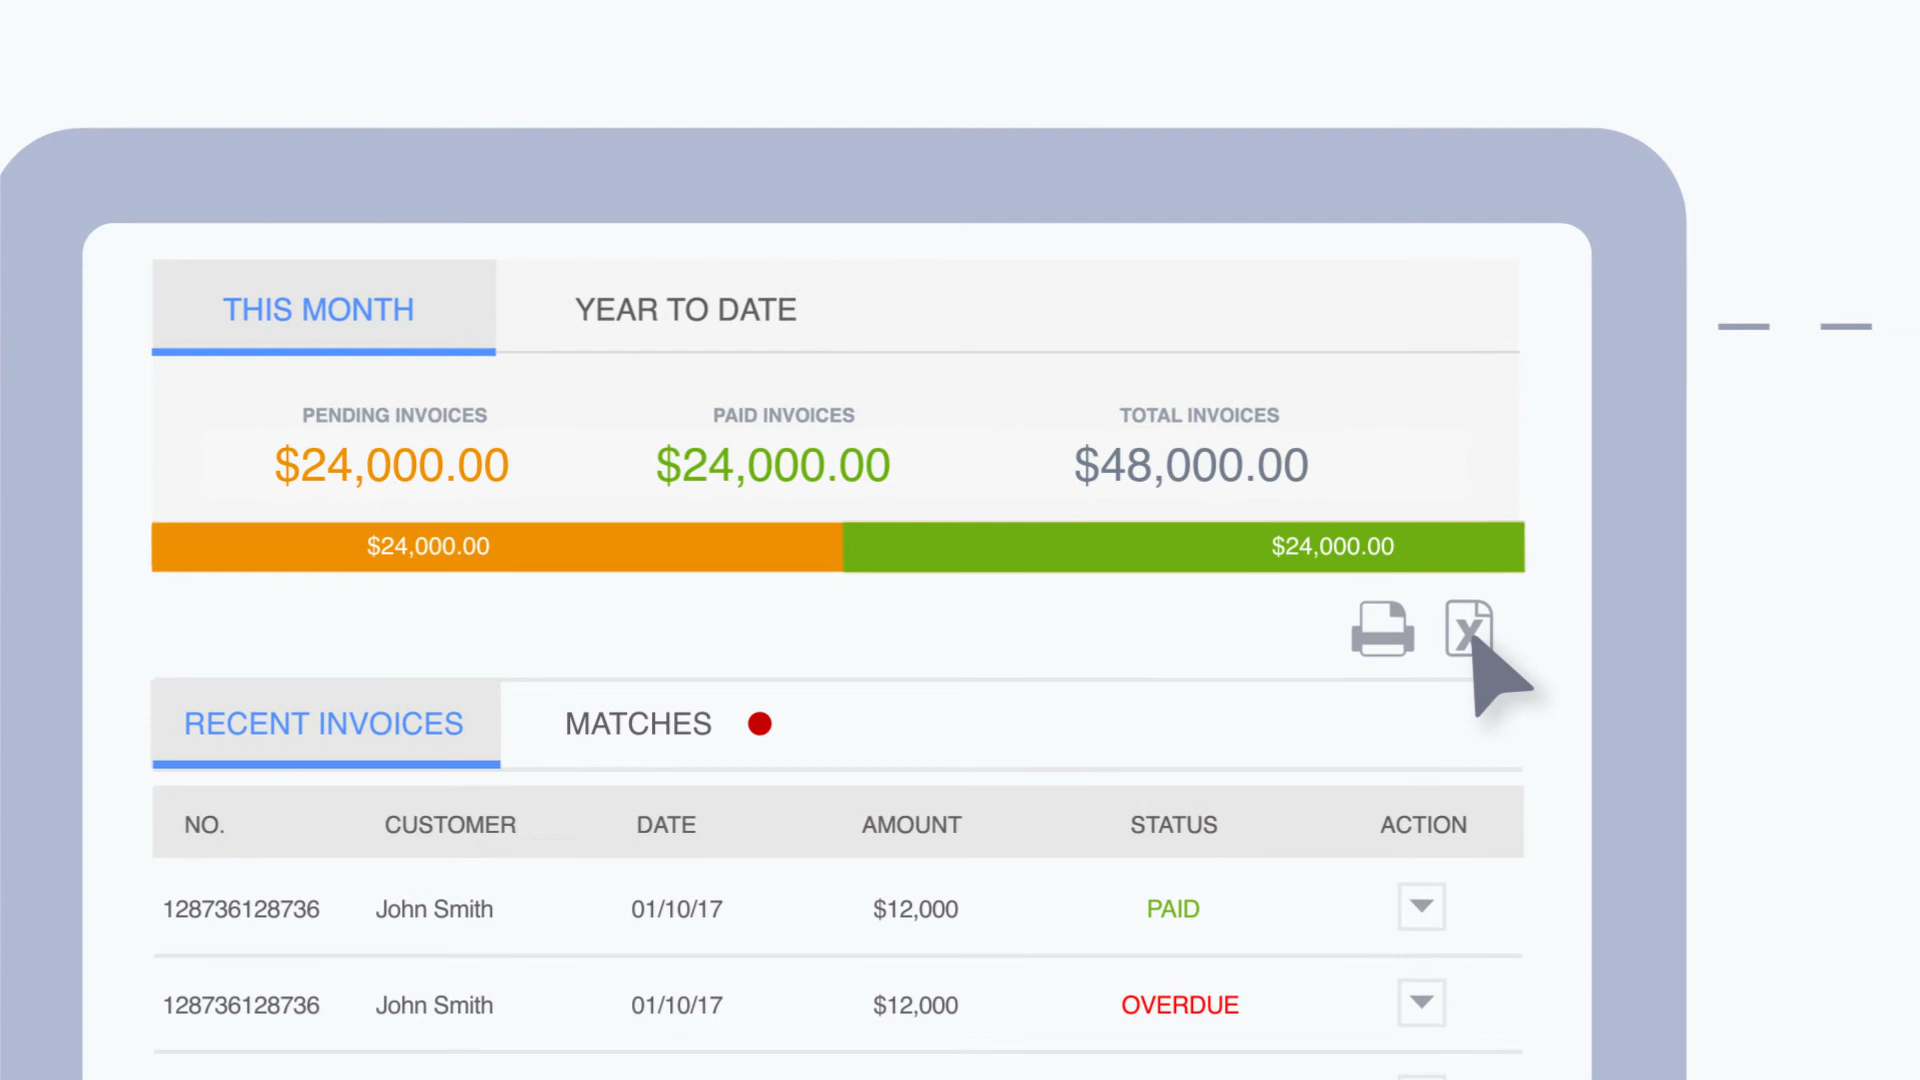 THIS MONTH YEAR TO DATE
PENDING INVOICES PAID INVOICES TOTAL INVOICES
$24,000.00 $24,000.00 $48,000.00
$24,000.00 $24,000.00
X
RECENT INVOICES MATCHES
NO. CUSTOMER DATE AMOUNT STATUS ACTION
128736128736 John Smith 01/10/17 $12,000 PAID
128736128736 John Smith 01/10/17 $12,000 OVERDUE